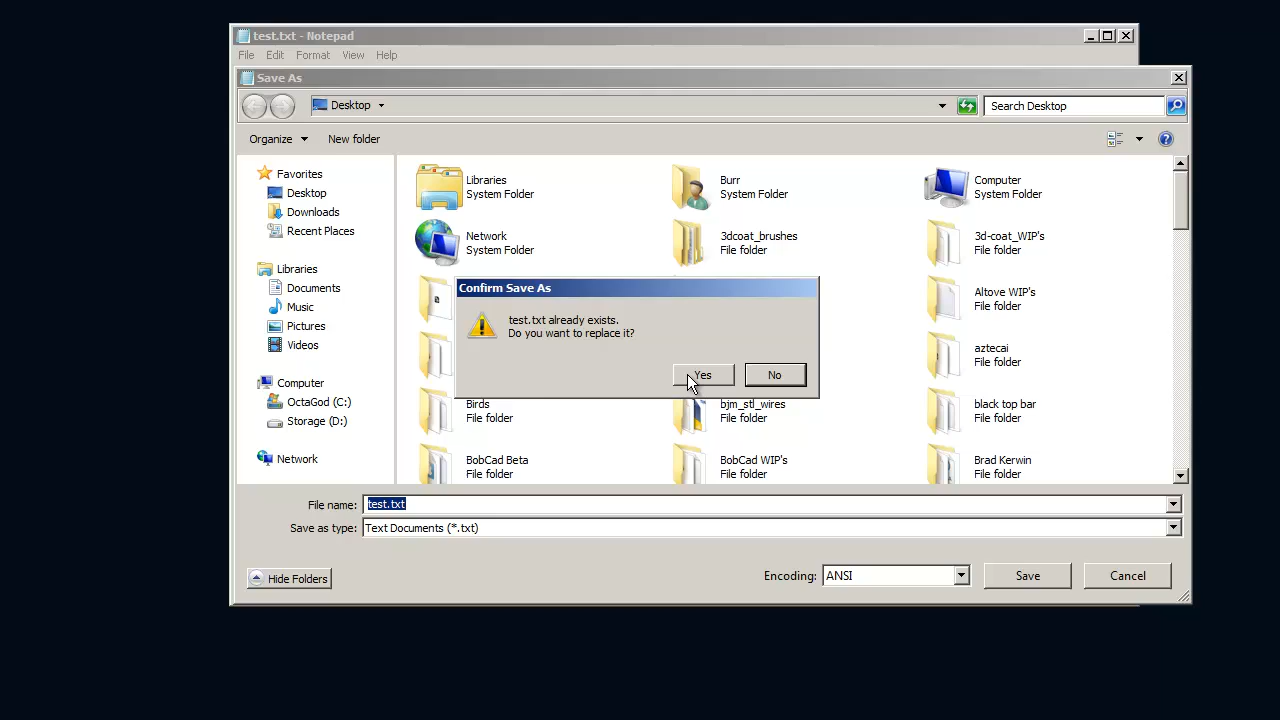 test.txt - Notepad
File Edit Format View Help
Save As
Desktop
Search Desktop
Organize New folder
Favorites
Desktop
Downloads
Recent Places
Libraries
Documents
Music
Pictures
Videos
Computer
OctaGod (C:)
Storage (D:)
Network
Libraries
System Folder
Burr
System Folder
Computer
System Folder
Network
System Folder
3dcoat_brushes
File folder
3d-coat_WIP's
File folder
Altove WIP's
File folder
aztecai
File folder
Birds
File folder
bjm_stl_wires
File folder
black top bar
File folder
BobCad Beta
File folder
BobCad WIP's
File folder
Brad Kerwin
File folder
Confirm Save As
test.txt already exists.
Do you want to replace it?
Yes No
File name: test.txt
Save as type: Text Documents (*.txt)
Hide Folders
Encoding: ANSI
Save Cancel